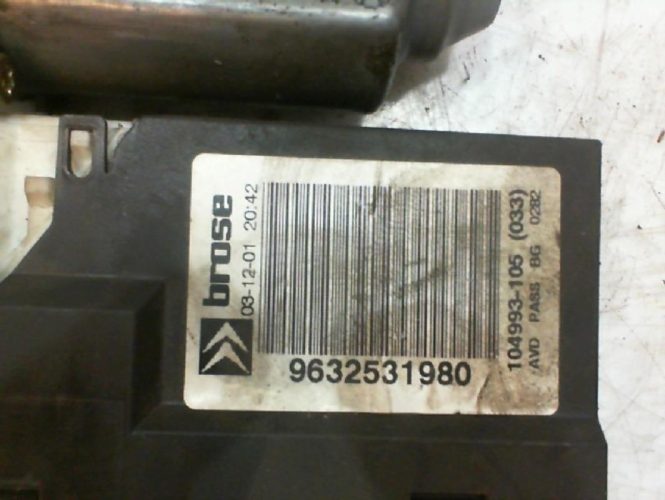 brose
03-12-01 20:42
9632531980
104993-105 (033)
AVD PASS BG 0282